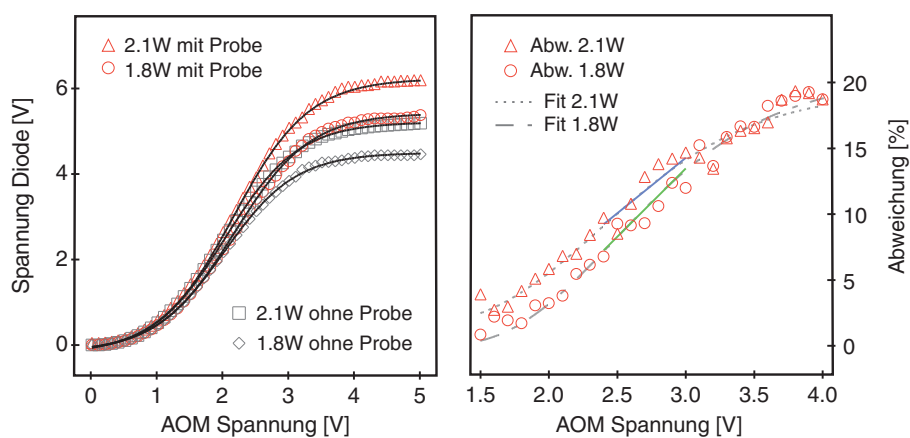 2.1W mit Probe
1.8W mit Probe
6
4
2
0
Spannung Diode [V]
2.1W ohne Probe
1.8W ohne Probe
0 1 2 3 4 5
AOM Spannung [V]
Abw. 2.1W
Abw. 1.8W
Fit 2.1W
Fit 1.8W
20
15
10
5
0
Abweichung [%]
1.5 2.0 2.5 3.0 3.5 4.0
AOM Spannung [V]